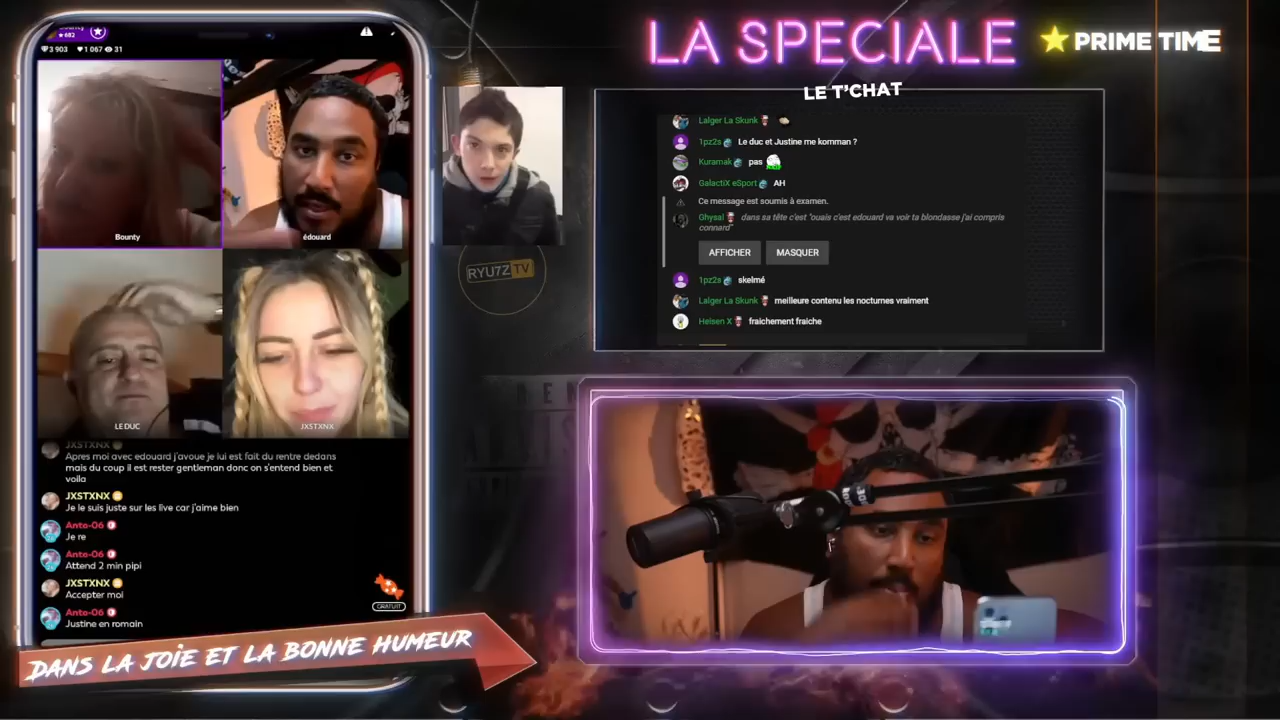 682
3 903 1 067 31
Bounty
édouard
LE DUC
JXSTXNX
JXSTXNX
Apres moi avec edouard j'avoue je lui est fait du rentre dedans
mais du coup il est rester gentleman donc on s'entend bien et
voila
JXSTXNX
Je le suis juste sur les live car j'aime bien
Anto-06
Je re
Anto-06
Attend 2 min pipi
JXSTXNX
Accepter moi
Anto-06
Justine en romain
GRATUIT
DANS LA JOIE ET LA BONNE HUMEUR
RYU7Z TV
LA SPECIALE
PRIME TIME
LE T'CHAT
Lalger La Skunk
1pz2s Le duc et Justine me komman ?
Kuramak pas
GalactiX eSport AH
Ce message est soumis à examen.
Ghysal dans sa tête c'est "ouais c'est edouard va voir ta blondasse j'ai compris
connard"
AFFICHER MASQUER
1pz2s skelmé
Lalger La Skunk meilleure contenu les nocturnes vraiment
Helsen X fraichement fraiche